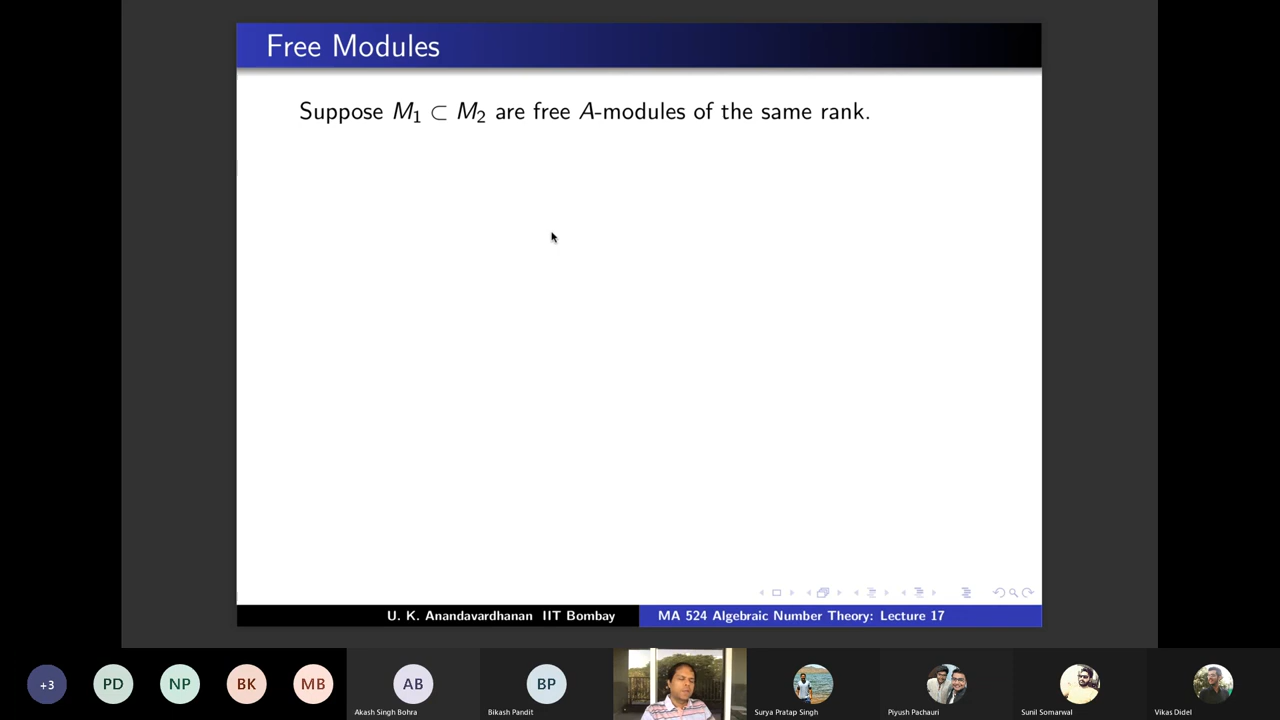 Free Modules
Suppose M₁ ⊂ M₂ are free A-modules of the same rank.
U. K. Anandavardhanan IIT Bombay
MA 524 Algebraic Number Theory: Lecture 17
+3
PD
NP
BK
MB
AB
BP
Akash Singh Bohra
Bikash Pandit
Surya Pratap Singh
Piyush Pachauri
Sunil Somarwal
Vikas Didel